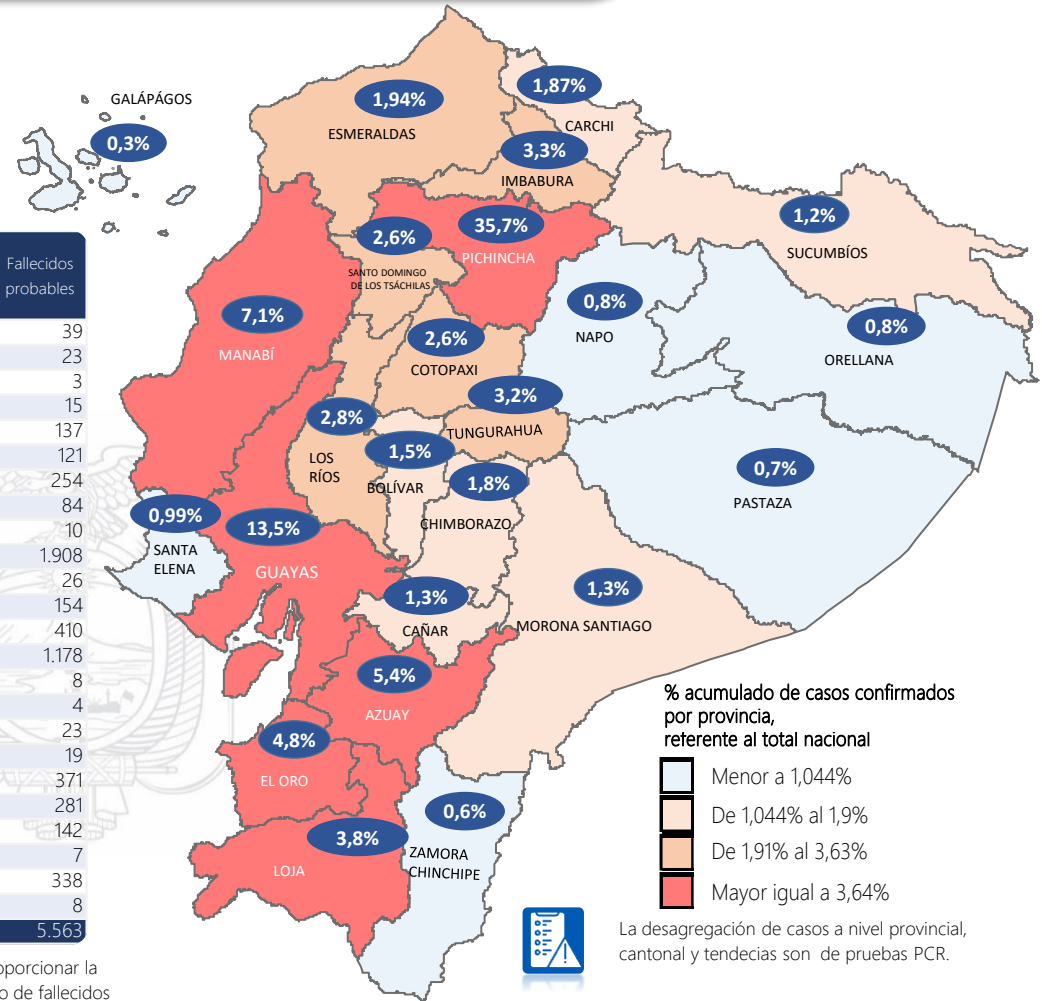 Fallecidos
probables
39
23
3
15
137
121
254
84
10
1.908
26
154
410
1.178
8
4
23
19
371
281
142
7
338
8
5.563
oporcionar la
o de fallecidos
GALÁPÁGOS
0,3%
1,94%
ESMERALDAS
1,87%
CARCHI
3,3%
IMBABURA
1,2%
SUCUMBÍOS
2,6%
SANTO DOMINGO
DE LOS TSÁCHILAS
35,7%
PICHINCHA
0,8%
NAPO
0,8%
ORELLANA
7,1%
MANABÍ
2,6%
COTOPAXI
3,2%
TUNGURAHUA
2,8%
LOS
RÍOS
1,5%
BOLÍVAR
1,8%
CHIMBORAZO
0,7%
PASTAZA
0,99%
SANTA
ELENA
13,5%
GUAYAS
1,3%
CAÑAR
1,3%
MORONA SANTIAGO
5,4%
AZUAY
4,8%
EL ORO
3,8%
LOJA
0,6%
ZAMORA
CHINCHIPE
% acumulado de casos confirmados
por provincia,
referente al total nacional
Menor a 1,044%
De 1,044% al 1,9%
De 1,91% al 3,63%
Mayor igual a 3,64%
La desagregación de casos a nivel provincial,
cantonal y tendecias son de pruebas PCR.